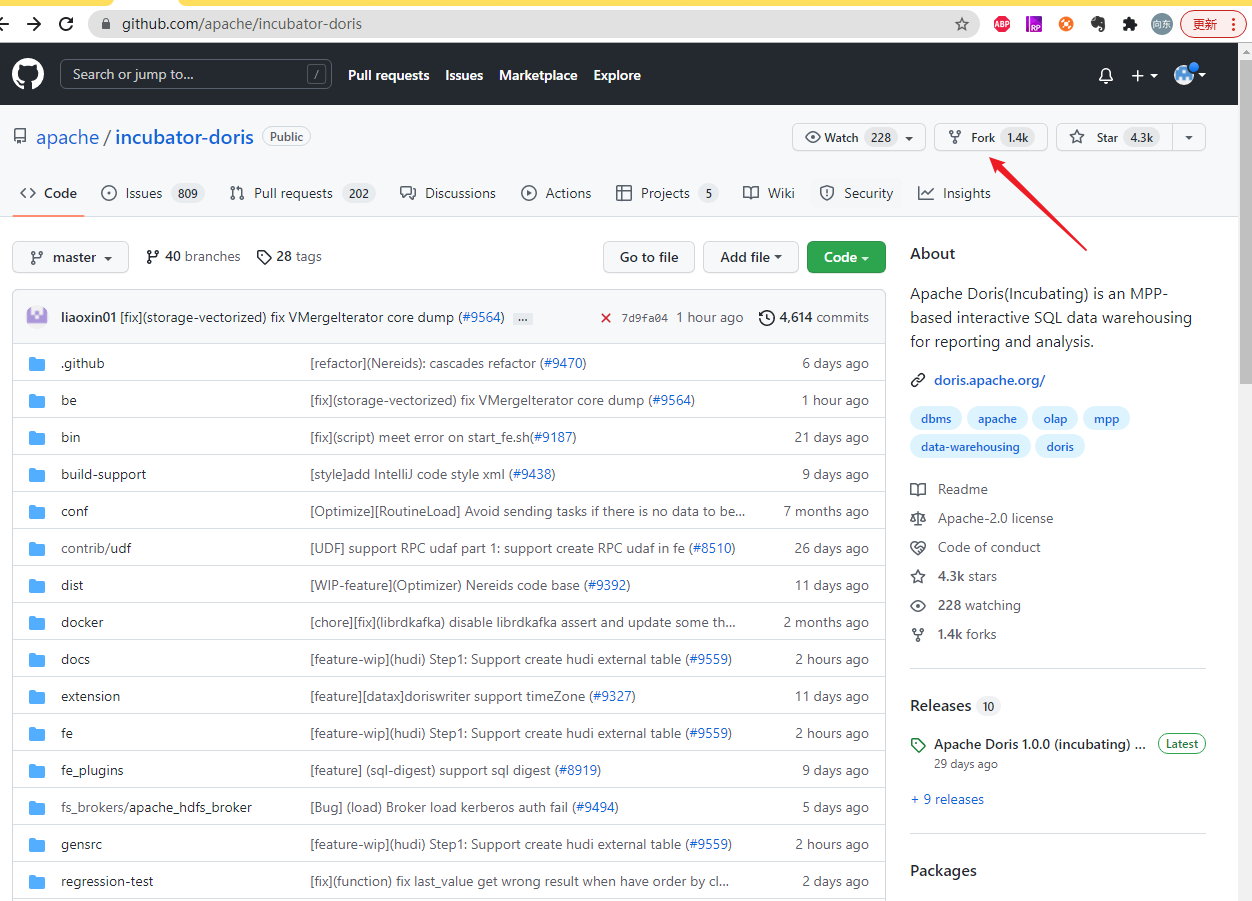 github.com/apache/incubator-doris
ABP
RP
向东
更新
Search or jump to...
/
Pull requests
Issues
Marketplace
Explore
apache / incubator-doris
Public
Watch 228
Fork 1.4k
Star 4.3k
Code
Issues 809
Pull requests 202
Discussions
Actions
Projects 5
Wiki
Security
Insights
master
40 branches
28 tags
Go to file
Add file
Code
liaoxin01 [fix](storage-vectorized) fix VMergeIterator core dump (#9564) ...
7d9fa04 1 hour ago
4,614 commits
.github [refactor](Nereids): cascades refactor (#9470) 6 days ago
be [fix](storage-vectorized) fix VMergeIterator core dump (#9564) 1 hour ago
bin [fix](script) meet error on start_fe.sh(#9187) 21 days ago
build-support [style]add IntelliJ code style xml (#9438) 9 days ago
conf [Optimize][RoutineLoad] Avoid sending tasks if there is no data to be... 7 months ago
contrib/udf [UDF] support RPC udaf part 1: support create RPC udaf in fe (#8510) 26 days ago
dist [WIP-feature](Optimizer) Nereids code base (#9392) 11 days ago
docker [chore][fix](librdkafka) disable librdkafka assert and update some th... 2 months ago
docs [feature-wip](hudi) Step1: Support create hudi external table (#9559) 2 hours ago
extension [feature][datax]doriswriter support timeZone (#9327) 11 days ago
fe [feature-wip](hudi) Step1: Support create hudi external table (#9559) 2 hours ago
fe_plugins [feature] (sql-digest) support sql digest (#8919) 9 days ago
fs_brokers/apache_hdfs_broker [Bug] (load) Broker load kerberos auth fail (#9494) 5 days ago
gensrc [feature-wip](hudi) Step1: Support create hudi external table (#9559) 2 hours ago
regression-test [fix](function) fix last_value get wrong result when have order by cl... 2 days ago
About
Apache Doris(Incubating) is an MPP-
based interactive SQL data warehousing
for reporting and analysis.
doris.apache.org/
dbms
apache
olap
mpp
data-warehousing
doris
Readme
Apache-2.0 license
Code of conduct
4.3k stars
228 watching
1.4k forks
Releases 10
Apache Doris 1.0.0 (incubating) ... Latest
29 days ago
+ 9 releases
Packages